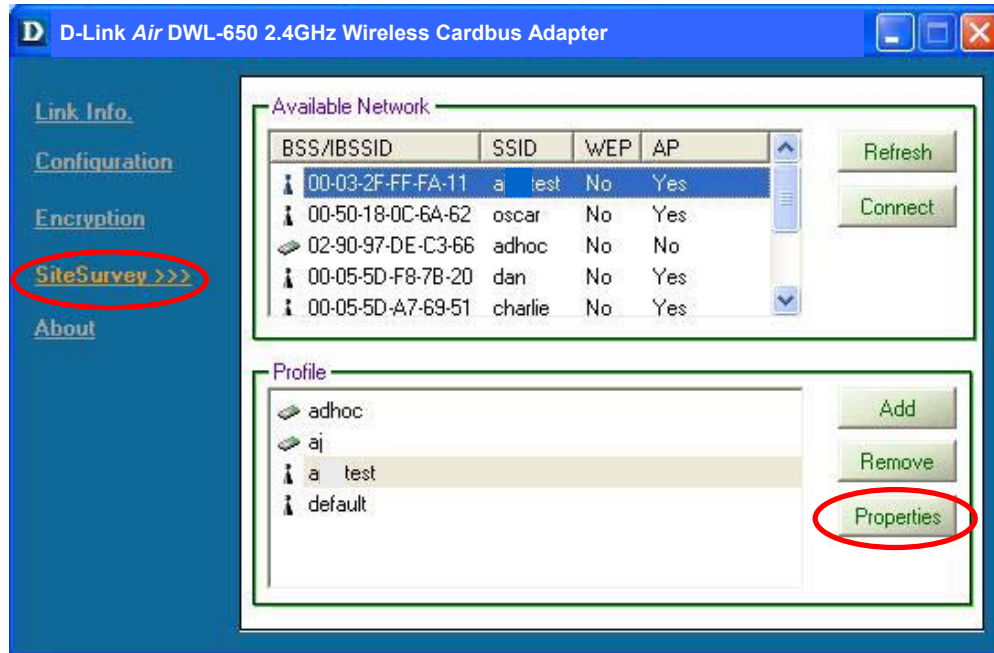 D D-Link Air DWL-650 2.4GHz Wireless Cardbus Adapter
Link Info.
Configuration
Encryption
SiteSurvey >>>
About
Available Network
BSS/IBSSID SSID WEP AP
00-03-2F-FF-FA-11 a test No Yes
00-50-18-0C-6A-62 oscar No Yes
02-90-97-DE-C3-66 adhoc No No
00-05-5D-F8-7B-20 dan No Yes
00-05-5D-A7-69-51 charlie No Yes
Refresh
Connect
Profile
adhoc
aj
a test
default
Add
Remove
Properties